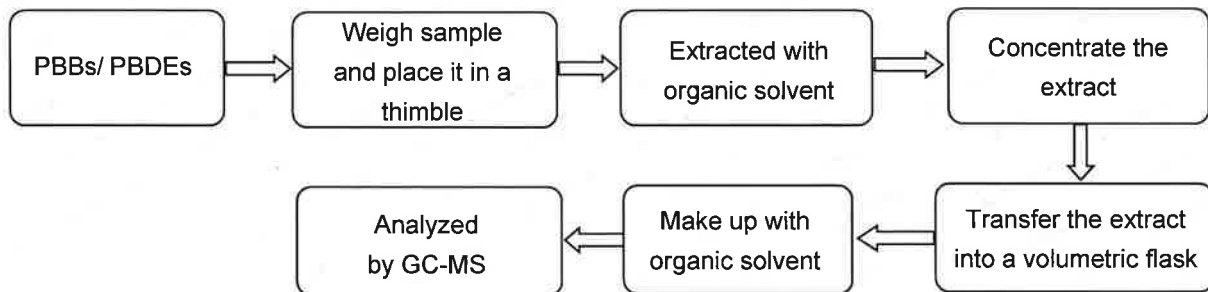 PBBs/ PBDEs
Weigh sample
and place it in a
thimble
Extracted with
organic solvent
Concentrate the
extract
Transfer the extract
into a volumetric flask
Make up with
organic solvent
Analyzed
by GC-MS